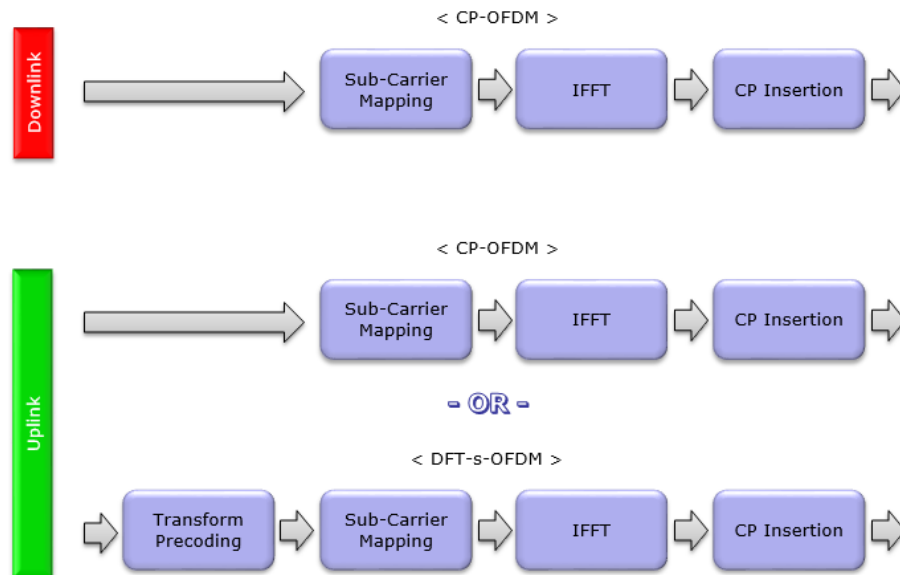 < CP-OFDM >
Downlink
Sub-Carrier
Mapping
IFFT
CP Insertion
< CP-OFDM >
Uplink
Sub-Carrier
Mapping
IFFT
CP Insertion
- OR -
< DFT-s-OFDM >
Transform
Precoding
Sub-Carrier
Mapping
IFFT
CP Insertion